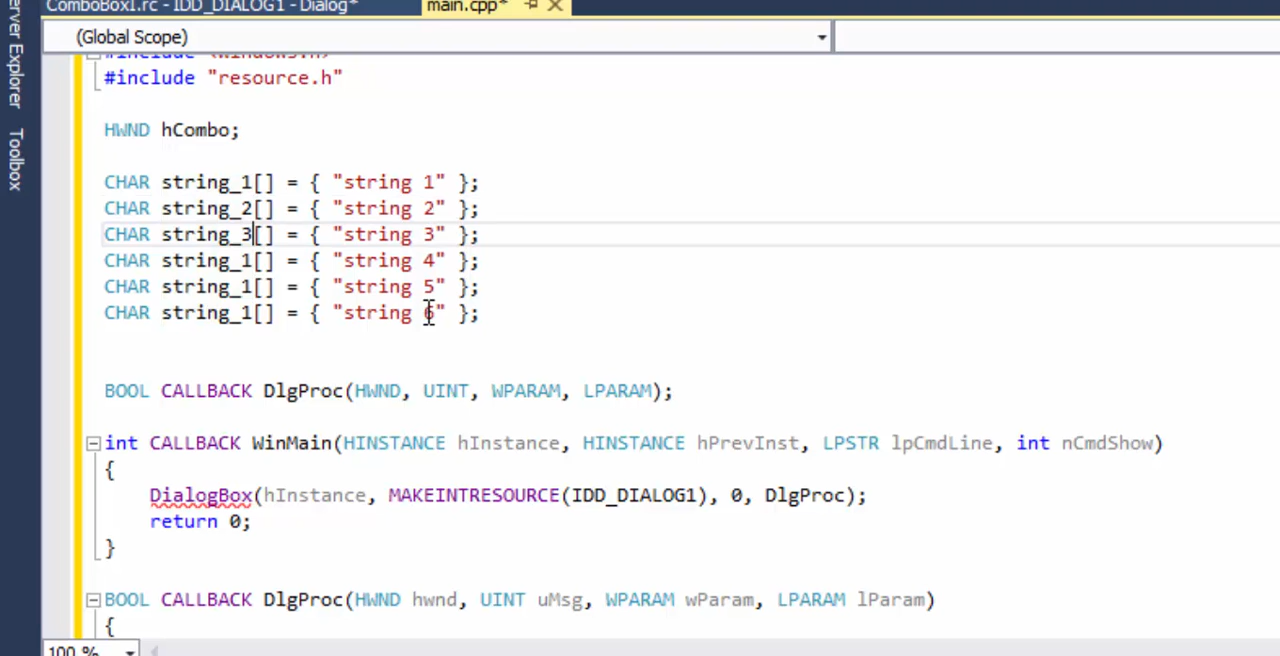 ComboBox1.rc - IDD_DIALOG1 - Dialog* main.cpp*
erver Explorer
Toolbox
(Global Scope)
#include <windows.h>
#include "resource.h"
HWND hCombo;
CHAR string_1[] = { "string 1" };
CHAR string_2[] = { "string 2" };
CHAR string_3[] = { "string 3" };
CHAR string_1[] = { "string 4" };
CHAR string_1[] = { "string 5" };
CHAR string_1[] = { "string 6" };
BOOL CALLBACK DlgProc(HWND, UINT, WPARAM, LPARAM);
int CALLBACK WinMain(HINSTANCE hInstance, HINSTANCE hPrevInst, LPSTR lpCmdLine, int nCmdShow)
{
DialogBox(hInstance, MAKEINTRESOURCE(IDD_DIALOG1), 0, DlgProc);
return 0;
}
BOOL CALLBACK DlgProc(HWND hwnd, UINT uMsg, WPARAM wParam, LPARAM lParam)
{
100 %